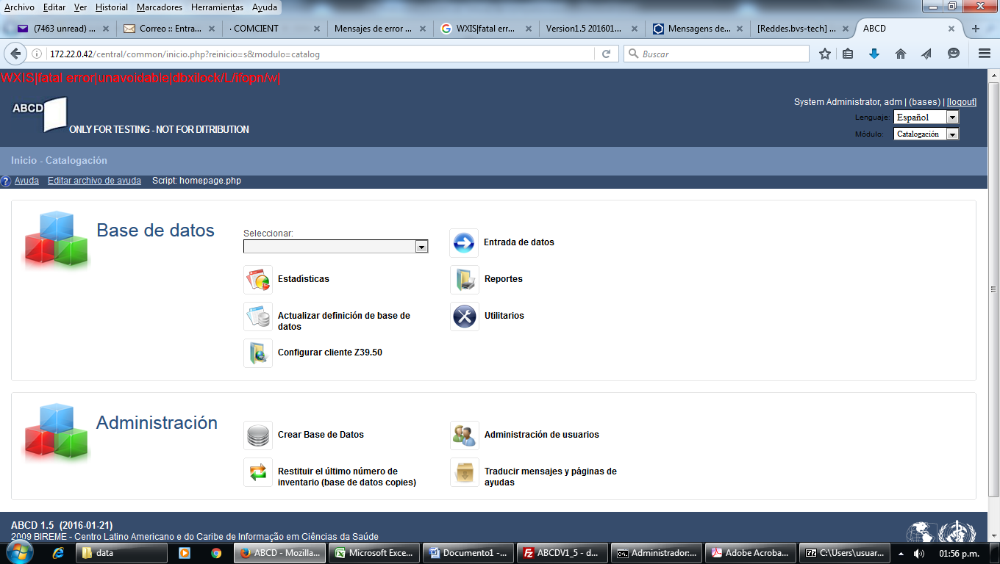 Archivo Editar Ver Historial Marcadores Herramientas Ayuda
(7463 unread) ... Correo :: Entra... · COMCIENT Mensajes de error ... WXIS|fatal err... Version1.5 201601... Mensagens de... [Reddes.bvs-tech] ... ABCD
172.22.0.42/central/common/inicio.php?reinicio=s&modulo=catalog Buscar
WXIS|fatal error|unavoidable|dbxilock/L/lfopn/w|
ABCD
ONLY FOR TESTING - NOT FOR DITRIBUTION
System Administrator, adm | (bases) | [logout]
Lenguaje: Español
Módulo: Catalogación
Inicio - Catalogación
? Ayuda Editar archivo de ayuda Script: homepage.php
Base de datos
Seleccionar:
Entrada de datos
Estadísticas
Reportes
Actualizar definición de base de
datos
Utilitarios
Configurar cliente Z39.50
Administración
Crear Base de Datos
Administración de usuarios
Restituir el último número de
inventario (base de datos copies)
Traducir mensajes y páginas de
ayudas
ABCD 1.5 (2016-01-21)
2009 BIREME - Centro Latino Americano e do Caribe de Informação em Ciências da Saúde
data ABCD - Mozilla... Microsoft Exce... Documento1 -... ABCDV1_5 - d... Administrador:... Adobe Acroba... C:\Users\usuar... 01:56 p.m.